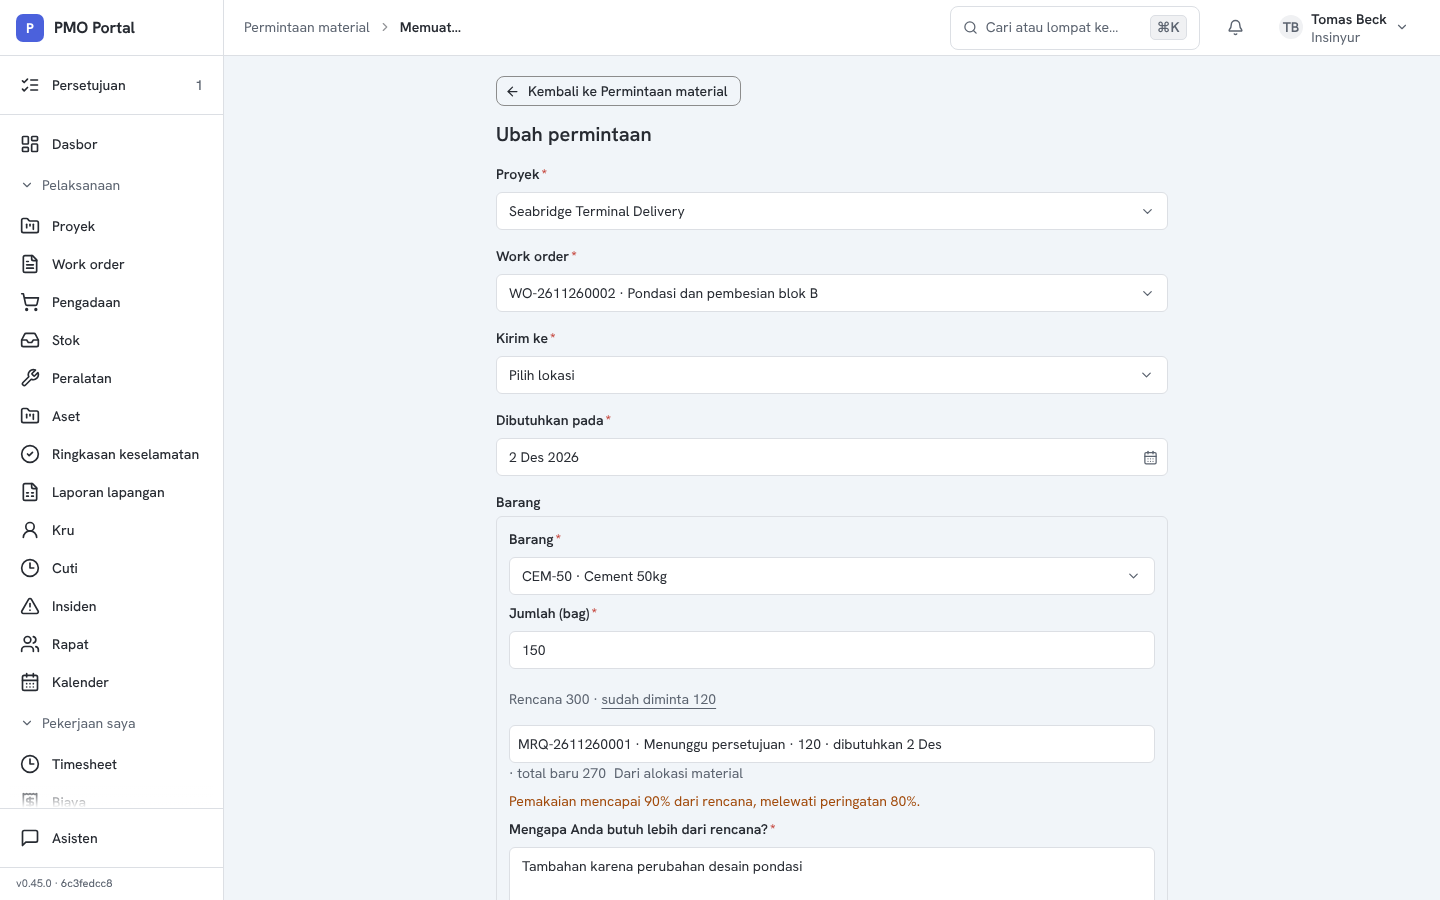 P PMO Portal
Permintaan material
Memuat...
Cari atau lompat ke...
⌘K
TB
Tomas Beck
Insinyur
Persetujuan 1
Dasbor
Pelaksanaan
Proyek
Work order
Pengadaan
Stok
Peralatan
Aset
Ringkasan keselamatan
Laporan lapangan
Kru
Cuti
Insiden
Rapat
Kalender
Pekerjaan saya
Timesheet
Biaya
Asisten
v0.45.0 · 6c3fedcc8
Kembali ke Permintaan material
Ubah permintaan
Proyek*
Seabridge Terminal Delivery
Work order*
WO-2611260002 · Pondasi dan pembesian blok B
Kirim ke*
Pilih lokasi
Dibutuhkan pada*
2 Des 2026
Barang
Barang*
CEM-50 · Cement 50kg
Jumlah (bag)*
150
Rencana 300 · sudah diminta 120
MRQ-2611260001 · Menunggu persetujuan · 120 · dibutuhkan 2 Des
· total baru 270 Dari alokasi material
Pemakaian mencapai 90% dari rencana, melewati peringatan 80%.
Mengapa Anda butuh lebih dari rencana?*
Tambahan karena perubahan desain pondasi